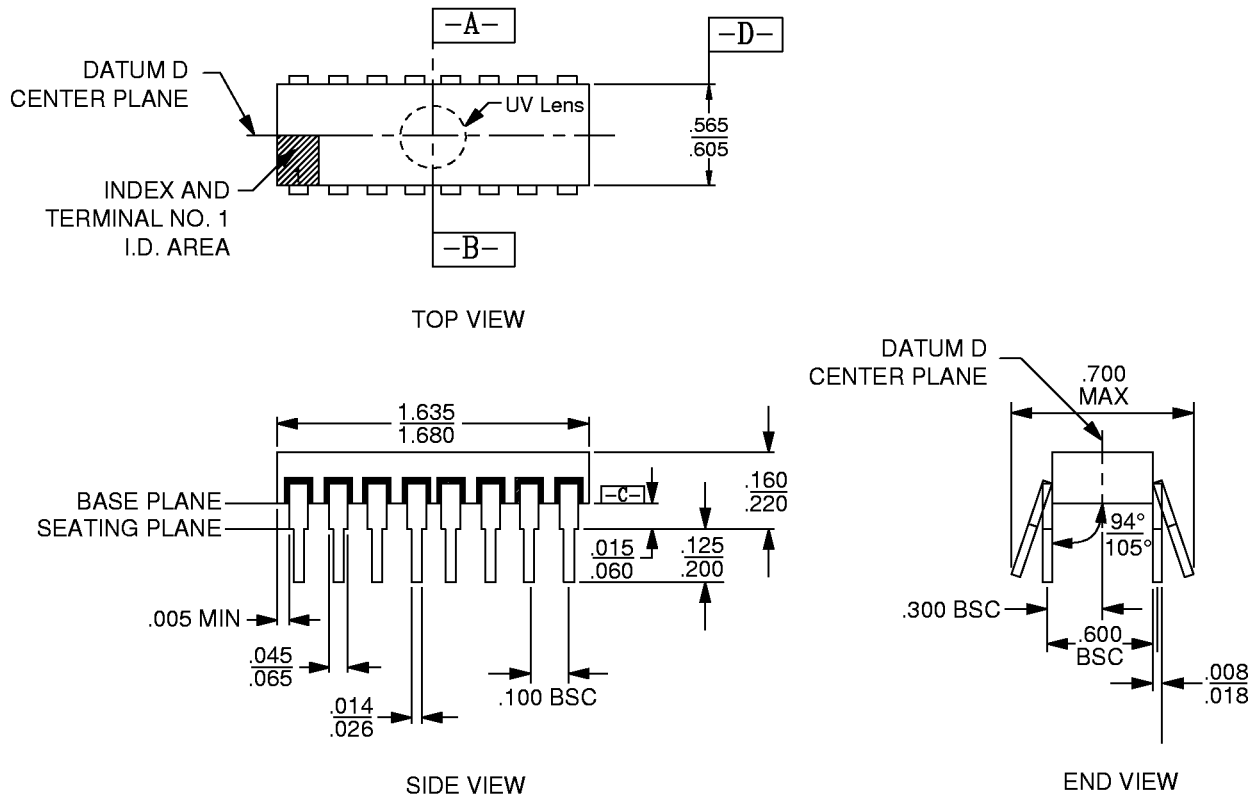 -A-
-D-
DATUM D
CENTER PLANE
UV Lens
.565
.605
INDEX AND
TERMINAL NO. 1
I.D. AREA
1
-B-
TOP VIEW
1.635
1.680
BASE PLANE
SEATING PLANE
-C-
.160
.220
.015
.060
.125
.200
.005 MIN
.045
.065
.014
.026
.100 BSC
SIDE VIEW
DATUM D
CENTER PLANE
.700
MAX
94°
105°
.300 BSC
.600
BSC
.008
.018
END VIEW